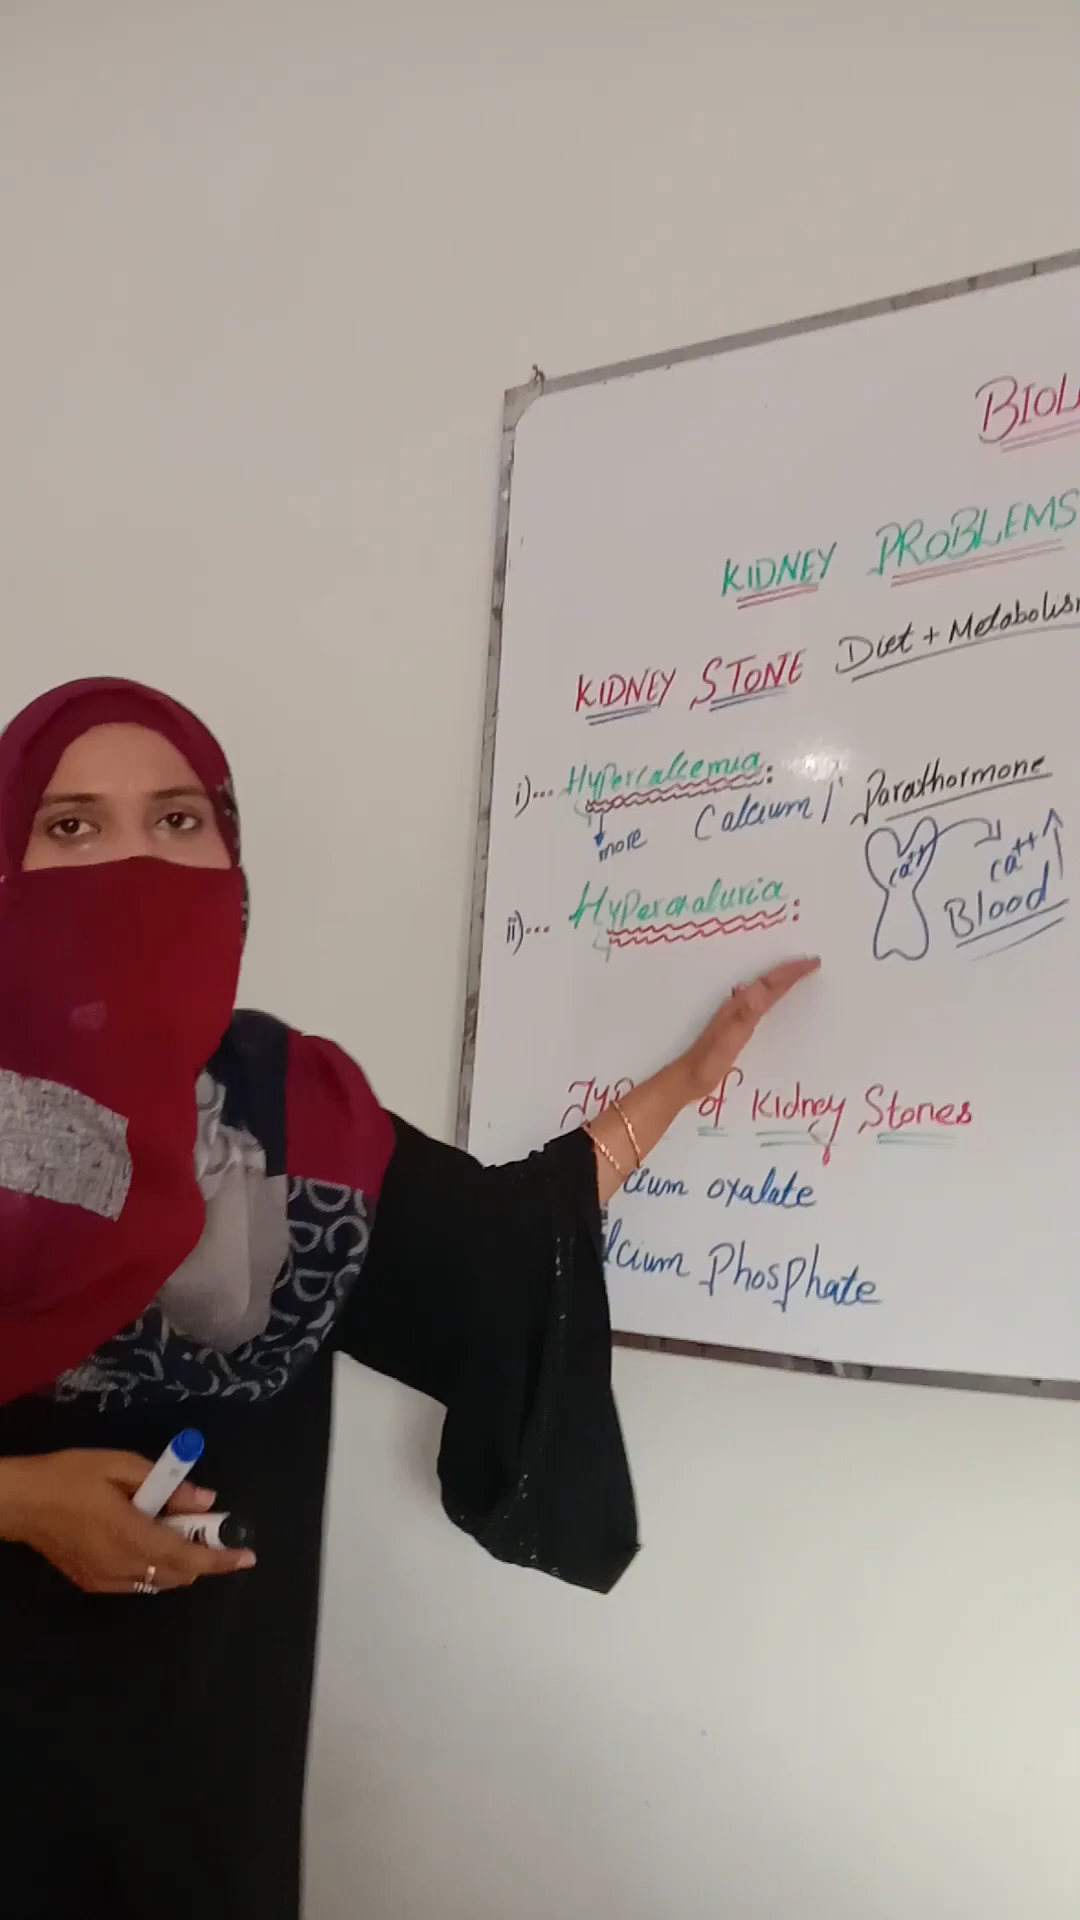 BIOL
KIDNEY PROBLEMS
KIDNEY STONE Diet + Metabolism
i)... Hypercalcemia: Parathormone
more Calcium
Ca++ Ca++
Blood
ii)... Hyperoxaluria:
of Kidney Stones
cium oxalate
lcium Phosphate